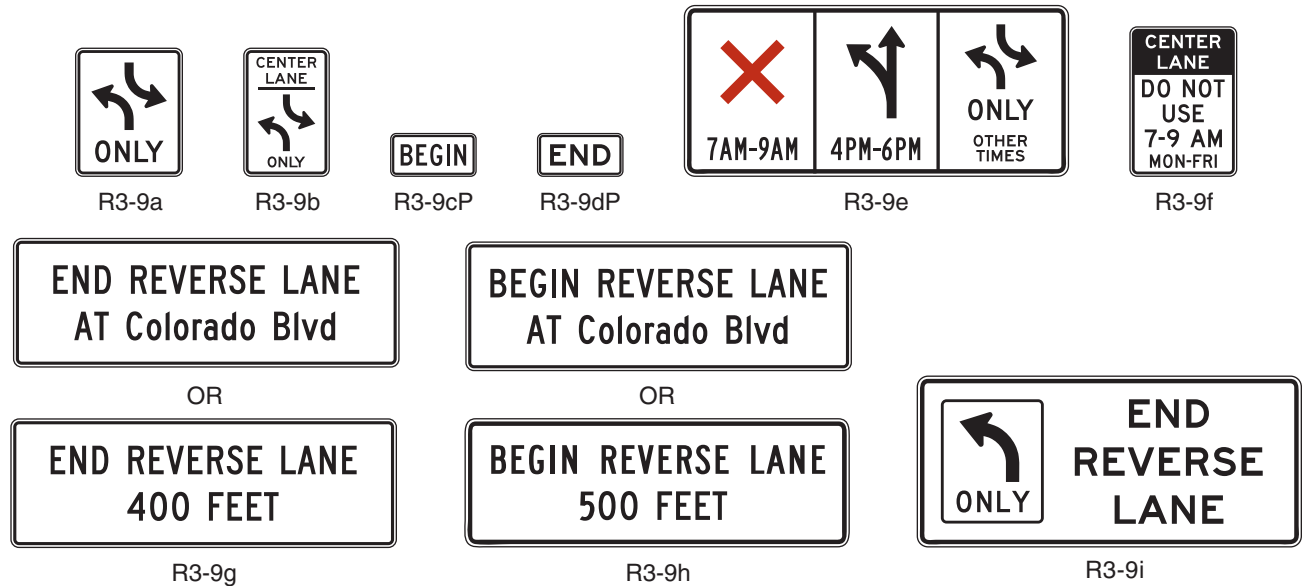 ONLY
R3-9a
CENTER
LANE
ONLY
R3-9b
BEGIN
R3-9cP
END
R3-9dP
7AM-9AM
4PM-6PM
ONLY
OTHER
TIMES
R3-9e
CENTER
LANE
DO NOT
USE
7-9 AM
MON-FRI
R3-9f
END REVERSE LANE
AT Colorado Blvd
OR
END REVERSE LANE
400 FEET
R3-9g
BEGIN REVERSE LANE
AT Colorado Blvd
OR
BEGIN REVERSE LANE
500 FEET
R3-9h
ONLY
END
REVERSE
LANE
R3-9i